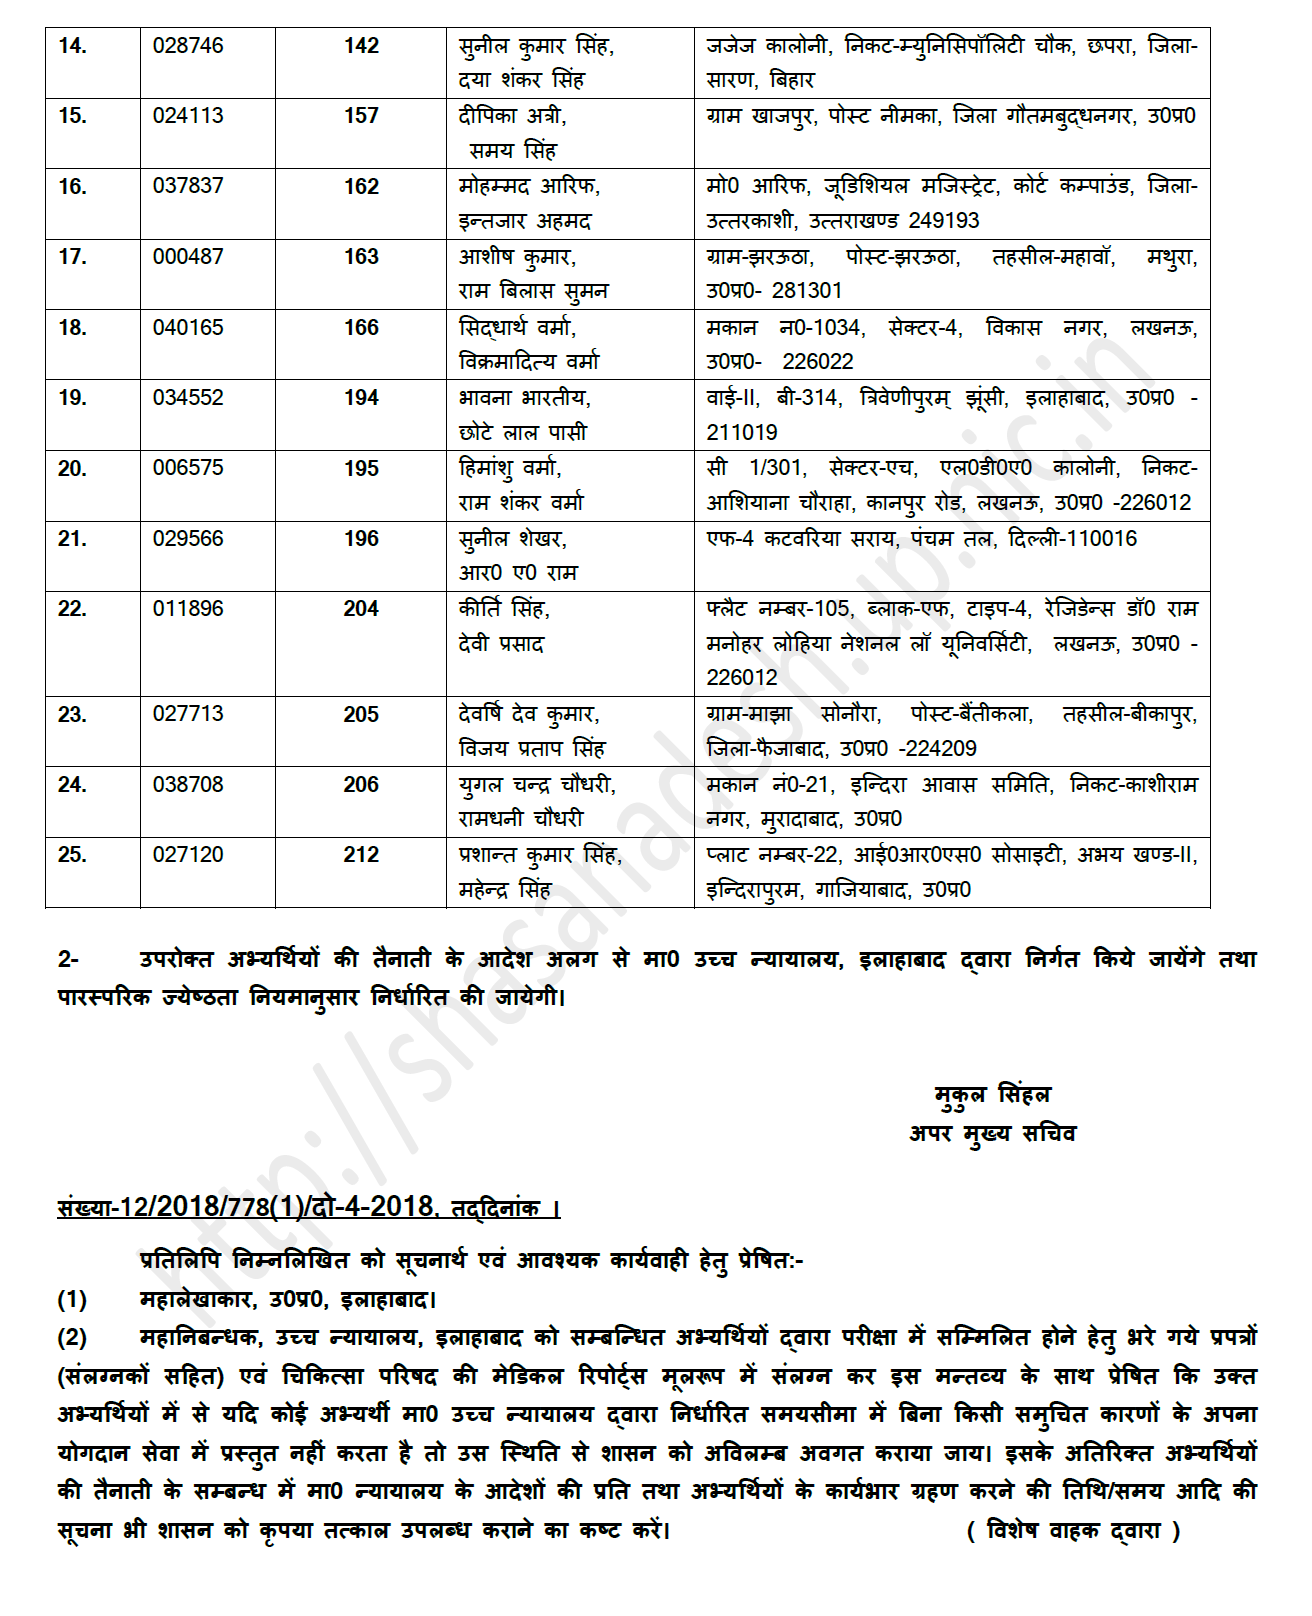 14. 028746 142 सुनील कुमार सिंह, जजेज कालोनी, निकट-म्युनिसिपॉलिटी चौक, छपरा, जिला-
दया शंकर सिंह सारण, बिहार
15. 024113 157 दीपिका अत्री, ग्राम खाजपुर, पोस्ट नीमका, जिला गौतमबुद्धनगर, उ0प्र0
समय सिंह
16. 037837 162 मोहम्मद आरिफ, मो0 आरिफ, जूडिशियल मजिस्ट्रेट, कोर्ट कम्पाउंड, जिला-
इन्तजार अहमद उत्तरकाशी, उत्तराखण्ड 249193
17. 000487 163 आशीष कुमार, ग्राम-झरऊठा, पोस्ट-झरऊठा, तहसील-महावॉ, मथुरा,
राम बिलास सुमन उ0प्र0- 281301
18. 040165 166 सिद्धार्थ वर्मा, मकान न0-1034, सेक्टर-4, विकास नगर, लखनऊ,
विक्रमादित्य वर्मा उ0प्र0- 226022
19. 034552 194 भावना भारतीय, वाई-II, बी-314, त्रिवेणीपुरम् झूंसी, इलाहाबाद, उ0प्र0 -
छोटे लाल पासी 211019
20. 006575 195 हिमांशु वर्मा, सी 1/301, सेक्टर-एच, एल0डी0ए0 कालोनी, निकट-
राम शंकर वर्मा आशियाना चौराहा, कानपुर रोड, लखनऊ, उ0प्र0 -226012
21. 029566 196 सुनील शेखर, एफ-4 कटवरिया सराय, पंचम तल, दिल्ली-110016
आर0 ए0 राम
22. 011896 204 कीर्ति सिंह, फ्लैट नम्बर-105, ब्लाक-एफ, टाइप-4, रेजिडेन्स डॉ0 राम
देवी प्रसाद मनोहर लोहिया नेशनल लॉ यूनिवर्सिटी, लखनऊ, उ0प्र0 -
226012
23. 027713 205 देवर्षि देव कुमार, ग्राम-माझा सोनौरा, पोस्ट-बैंतीकला, तहसील-बीकापुर,
विजय प्रताप सिंह जिला-फैजाबाद, उ0प्र0 -224209
24. 038708 206 युगल चन्द्र चौधरी, मकान नं0-21, इन्दिरा आवास समिति, निकट-काशीराम
रामधनी चौधरी नगर, मुरादाबाद, उ0प्र0
25. 027120 212 प्रशान्त कुमार सिंह, प्लाट नम्बर-22, आई0आर0एस0 सोसाइटी, अभय खण्ड-II,
महेन्द्र सिंह इन्दिरापुरम, गाजियाबाद, उ0प्र0
2- उपरोक्त अभ्यर्थियों की तैनाती के आदेश अलग से मा0 उच्च न्यायालय, इलाहाबाद द्वारा निर्गत किये जायेंगे तथा
पारस्परिक ज्येष्ठता नियमानुसार निर्धारित की जायेगी।
मुकुल सिंहल
अपर मुख्य सचिव
संख्या-12/2018/778(1)/दो-4-2018, तद्दिनांक ।
प्रतिलिपि निम्नलिखित को सूचनार्थ एवं आवश्यक कार्यवाही हेतु प्रेषित:-
(1) महालेखाकार, उ0प्र0, इलाहाबाद।
(2) महानिबन्धक, उच्च न्यायालय, इलाहाबाद को सम्बन्धित अभ्यर्थियों द्वारा परीक्षा में सम्मिलित होने हेतु भरे गये प्रपत्रों
(संलग्नकों सहित) एवं चिकित्सा परिषद की मेडिकल रिपोर्ट्स मूलरूप में संलग्न कर इस मन्तव्य के साथ प्रेषित कि उक्त
अभ्यर्थियों में से यदि कोई अभ्यर्थी मा0 उच्च न्यायालय द्वारा निर्धारित समयसीमा में बिना किसी समुचित कारणों के अपना
योगदान सेवा में प्रस्तुत नहीं करता है तो उस स्थिति से शासन को अविलम्ब अवगत कराया जाय। इसके अतिरिक्त अभ्यर्थियों
की तैनाती के सम्बन्ध में मा0 न्यायालय के आदेशों की प्रति तथा अभ्यर्थियों के कार्यभार ग्रहण करने की तिथि/समय आदि की
सूचना भी शासन को कृपया तत्काल उपलब्ध कराने का कष्ट करें। ( विशेष वाहक द्वारा )
http://shasanadesh.up.nic.in